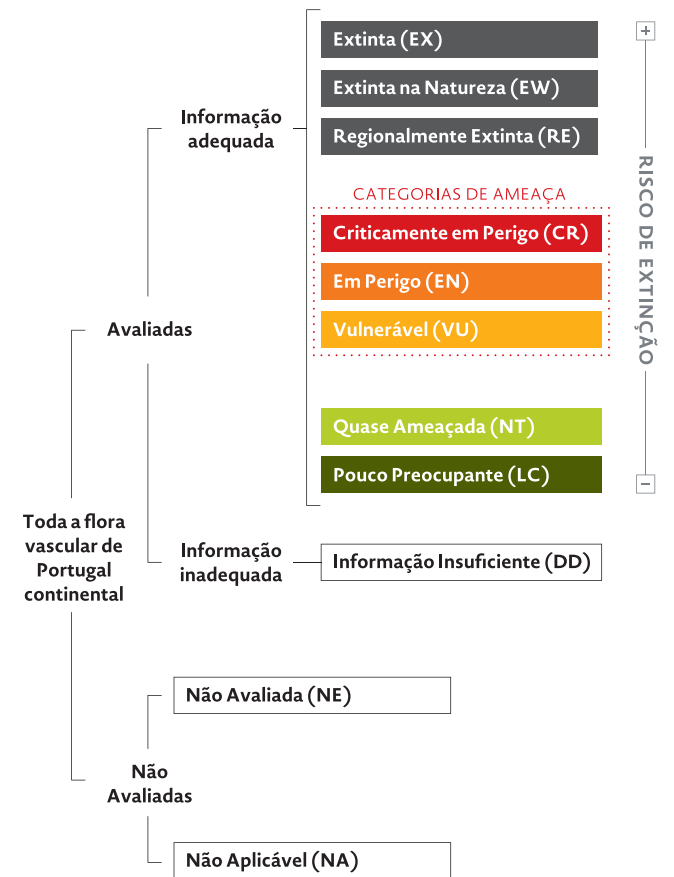 Extinta (EX)
Extinta na Natureza (EW)
Informação
adequada
Regionalmente Extinta (RE)
CATEGORIAS DE AMEAÇA
Criticamente em Perigo (CR)
Em Perigo (EN)
Vulnerável (VU)
Avaliadas
Quase Ameaçada (NT)
Pouco Preocupante (LC)
+
RISCO DE EXTINÇÃO
−
Toda a flora
vascular de
Portugal
continental
Informação
inadequada
Informação Insuficiente (DD)
Não Avaliada (NE)
Não
Avaliadas
Não Aplicável (NA)